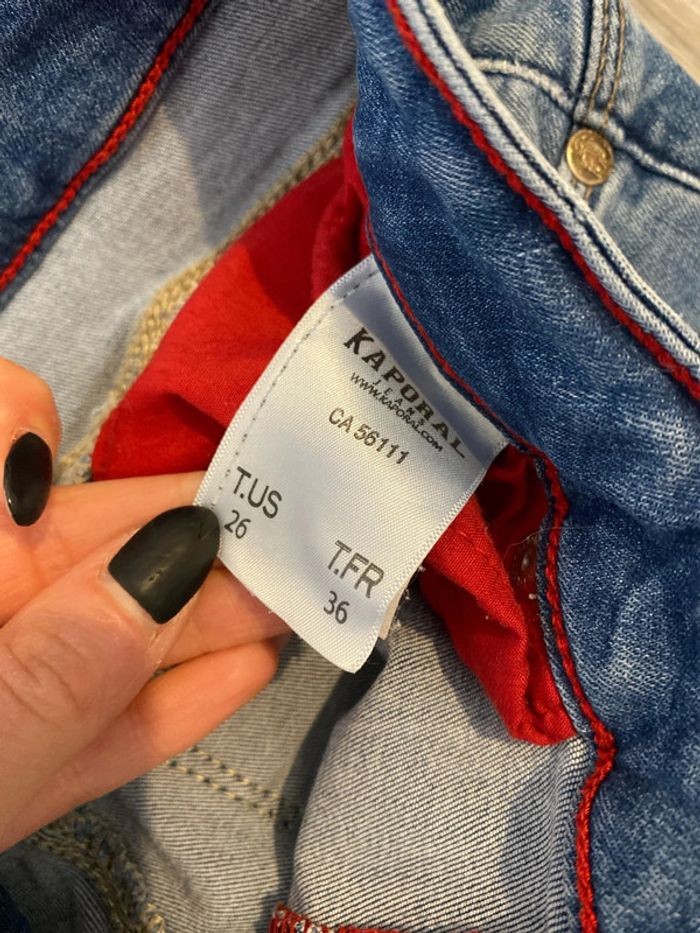 KAPORAL
JEANS
www.KAPORAL.com
CA 56111
T.US
26
T.FR
36